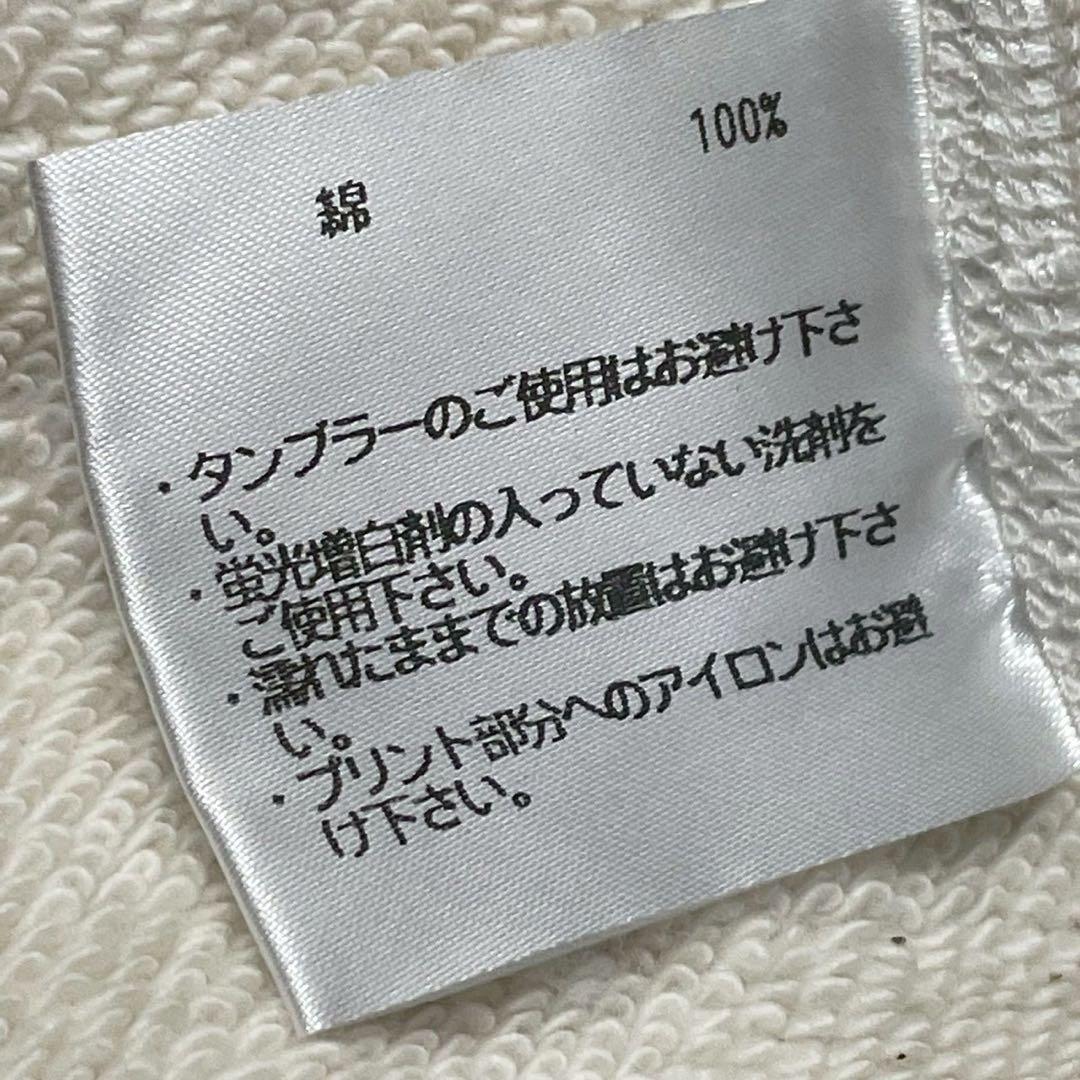 綿 100%
・タンブラーのご使用はお避け下さ
い。
・蛍光増白剤の入っていない洗剤を
ご使用下さい。
・濡れたままでの放置はお避け下さ
い。
・プリント部分へのアイロンはお避
け下さい。